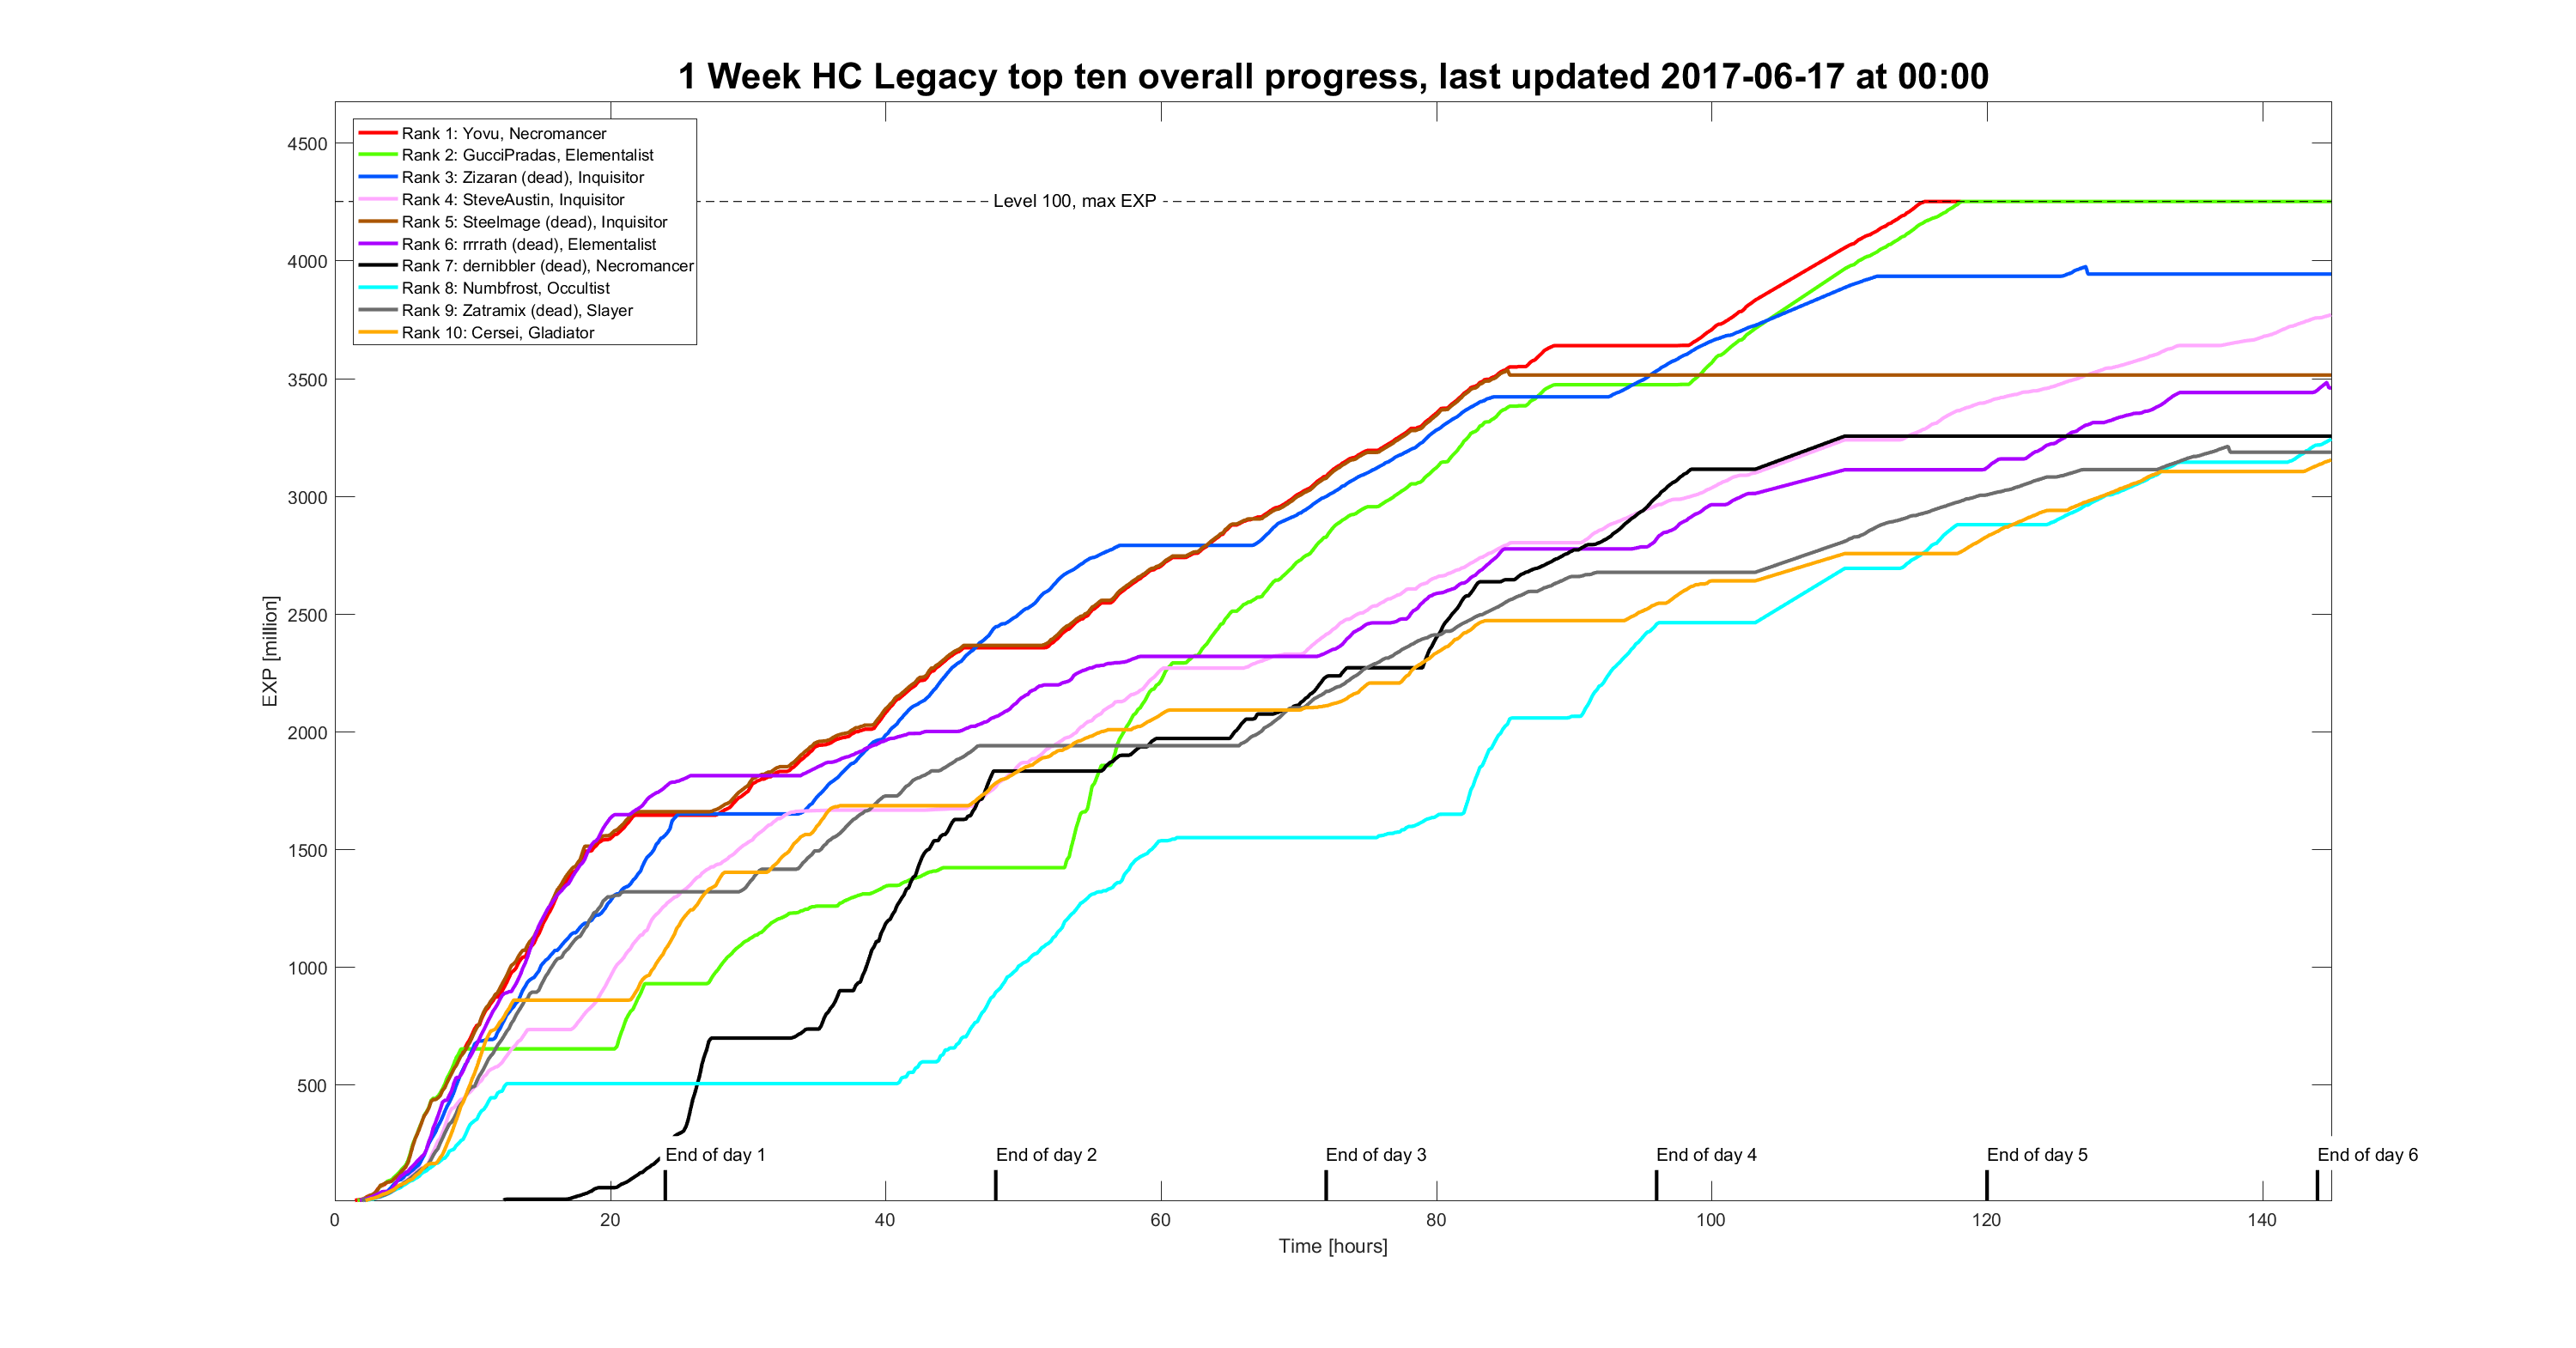 1 Week HC Legacy top ten overall progress, last updated 2017-06-17 at 00:00
Rank 1: Yovu, Necromancer
Rank 2: GucciPradas, Elementalist
Rank 3: Zizaran (dead), Inquisitor
Rank 4: SteveAustin, Inquisitor
Rank 5: Steelmage (dead), Inquisitor
Rank 6: rrrrath (dead), Elementalist
Rank 7: dernibbler (dead), Necromancer
Rank 8: Numbfrost, Occultist
Rank 9: Zatramix (dead), Slayer
Rank 10: Cersei, Gladiator
Level 100, max EXP
4500
4000
3500
3000
2500
2000
1500
1000
500
EXP [million]
End of day 1
End of day 2
End of day 3
End of day 4
End of day 5
End of day 6
0 20 40 60 80 100 120 140
Time [hours]